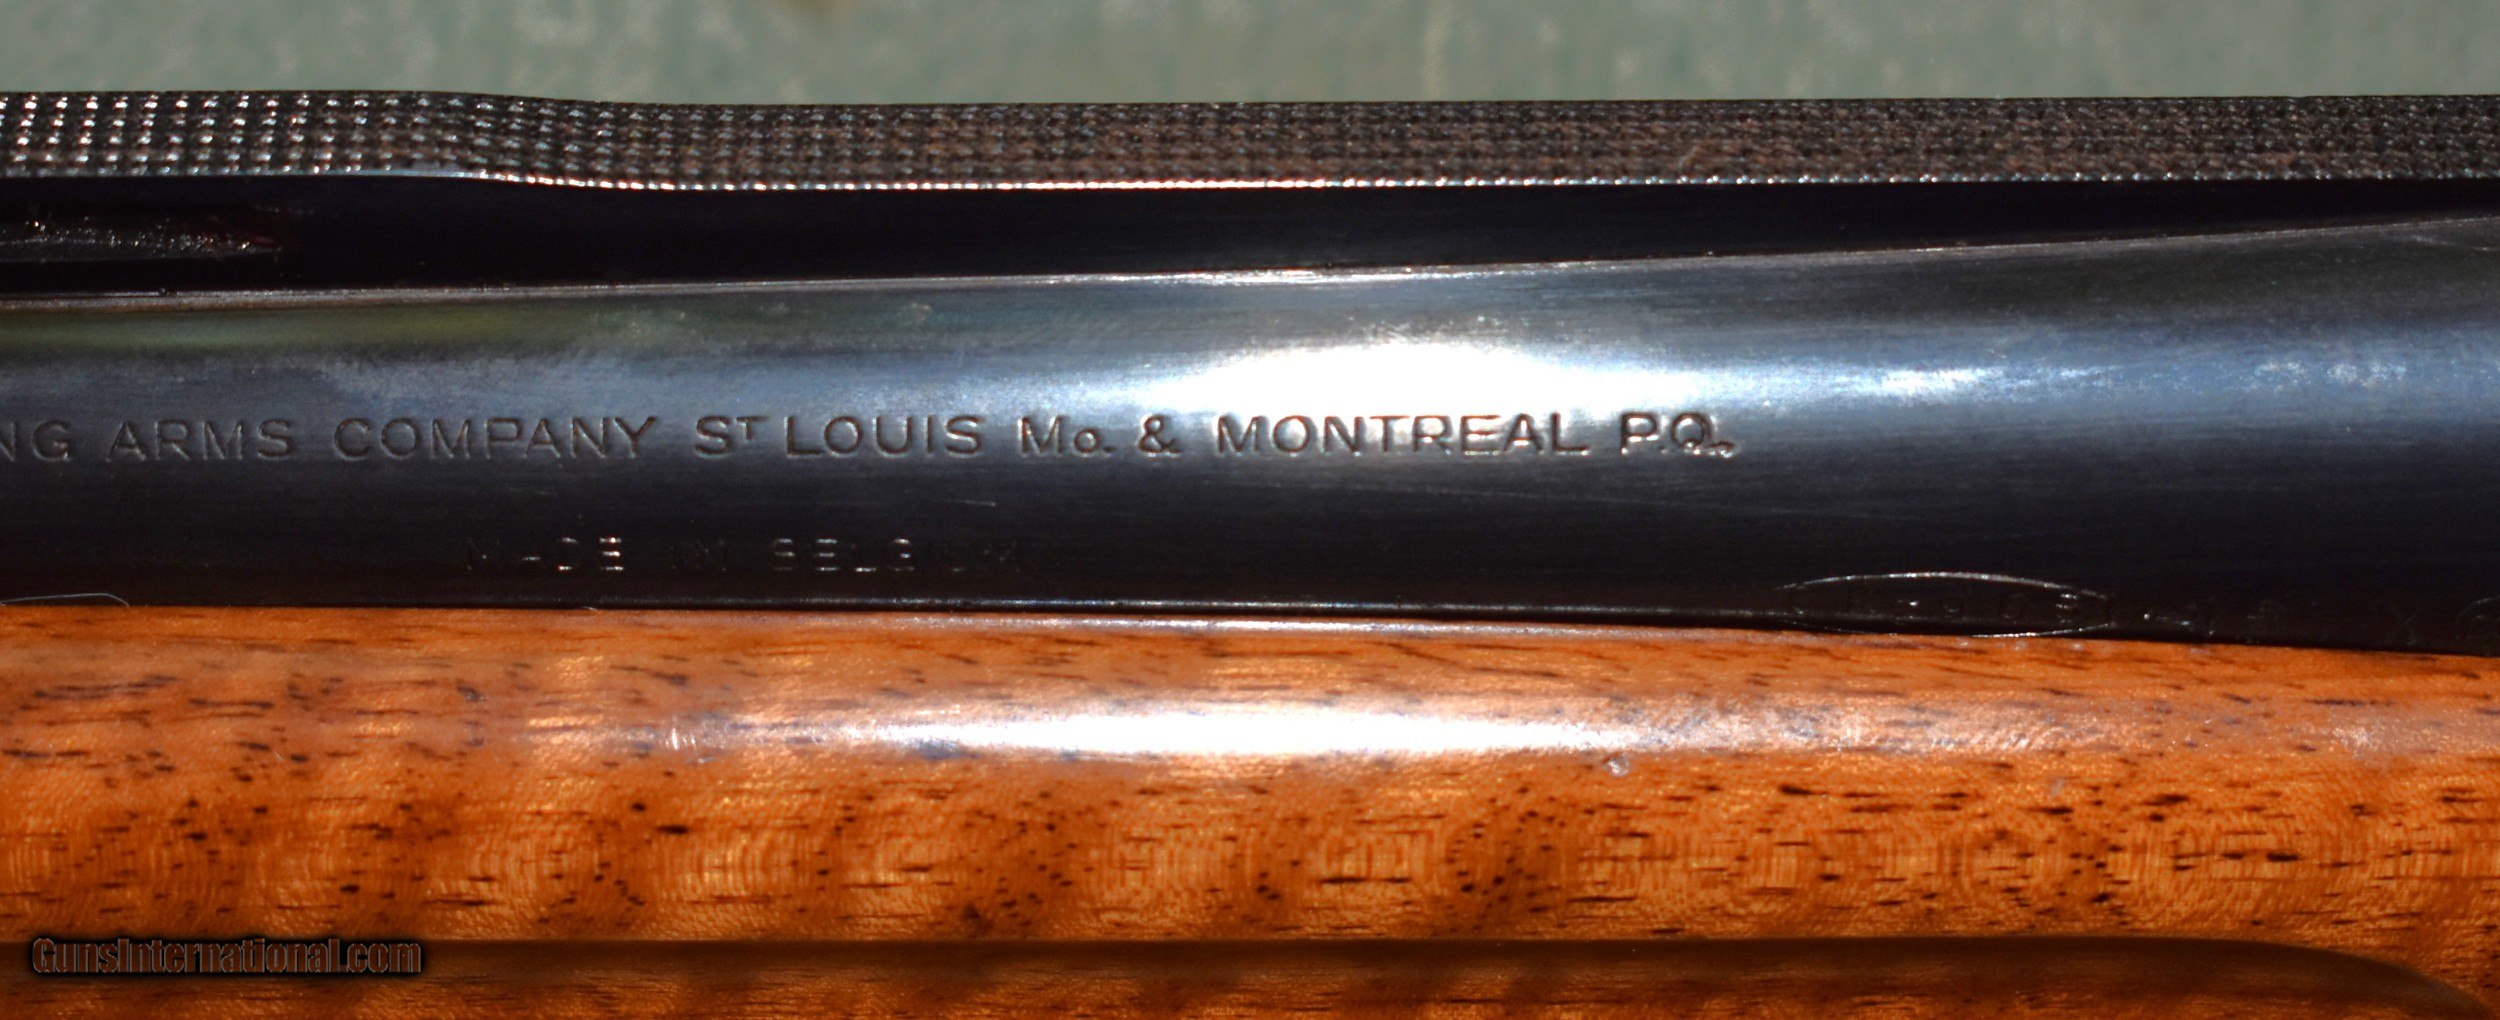 NG ARMS COMPANY ST LOUIS Mo. & MONTREAL P.Q.
MADE IN BELGIUM
GunsInternational.com